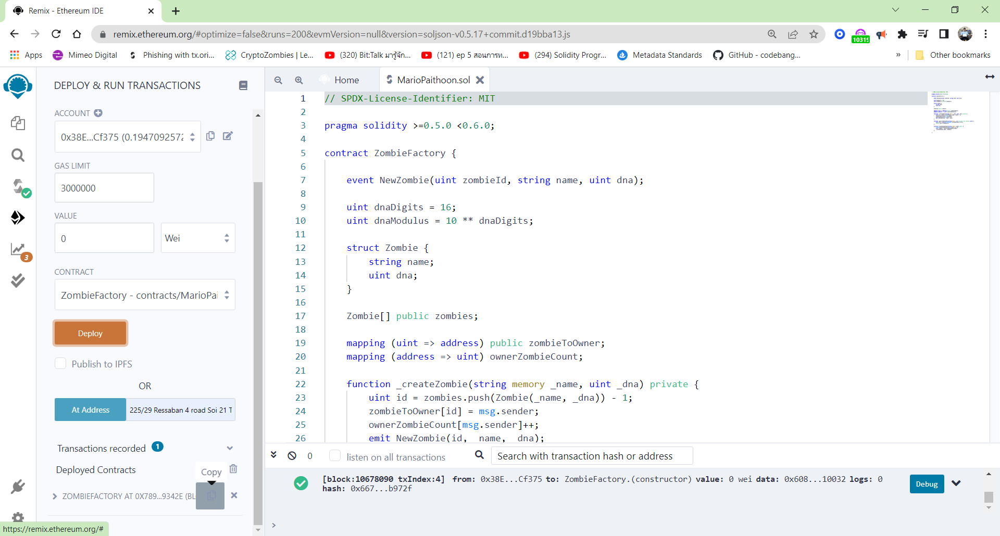 Remix - Ethereum IDE
remix.ethereum.org/#optimize=false&runs=200&evmVersion=null&version=soljson-v0.5.17+commit.d19bba13.js
10319
Apps
Mimeo Digital
Phishing with tx.ori...
CryptoZombies | Le...
(320) Bit:Talk มารู้จัก...
(121) ep 5 สอนการท...
(294) Solidity Progr...
Metadata Standards
GitHub - codebang...
»
Other bookmarks
DEPLOY & RUN TRANSACTIONS
ACCOUNT
0x38E...Cf375 (0.1947092572
GAS LIMIT
3000000
VALUE
0
Wei
3
CONTRACT
ZombieFactory - contracts/MarioPai
Deploy
Publish to IPFS
OR
At Address
225/29 Ressaban 4 road Soi 21 T
Transactions recorded 1
Deployed Contracts
Copy
ZOMBIEFACTORY AT 0X789...9342E (BL
https://remix.ethereum.org/#
Home
MarioPaithoon.sol
1 // SPDX-License-Identifier: MIT
2
3 pragma solidity >=0.5.0 <0.6.0;
4
5 contract ZombieFactory {
6
7 event NewZombie(uint zombieId, string name, uint dna);
8
9 uint dnaDigits = 16;
10 uint dnaModulus = 10 ** dnaDigits;
11
12 struct Zombie {
13 string name;
14 uint dna;
15 }
16
17 Zombie[] public zombies;
18
19 mapping (uint => address) public zombieToOwner;
20 mapping (address => uint) ownerZombieCount;
21
22 function _createZombie(string memory _name, uint _dna) private {
23 uint id = zombies.push(Zombie(_name, _dna)) - 1;
24 zombieToOwner[id] = msg.sender;
25 ownerZombieCount[msg.sender]++;
26 emit NewZombie(id, _name, _dna);
0
listen on all transactions
Search with transaction hash or address
[block:10678090 txIndex:4] from: 0x38E...Cf375 to: ZombieFactory.(constructor) value: 0 wei data: 0x608...10032 logs: 0
hash: 0x667...b972f
Debug
>